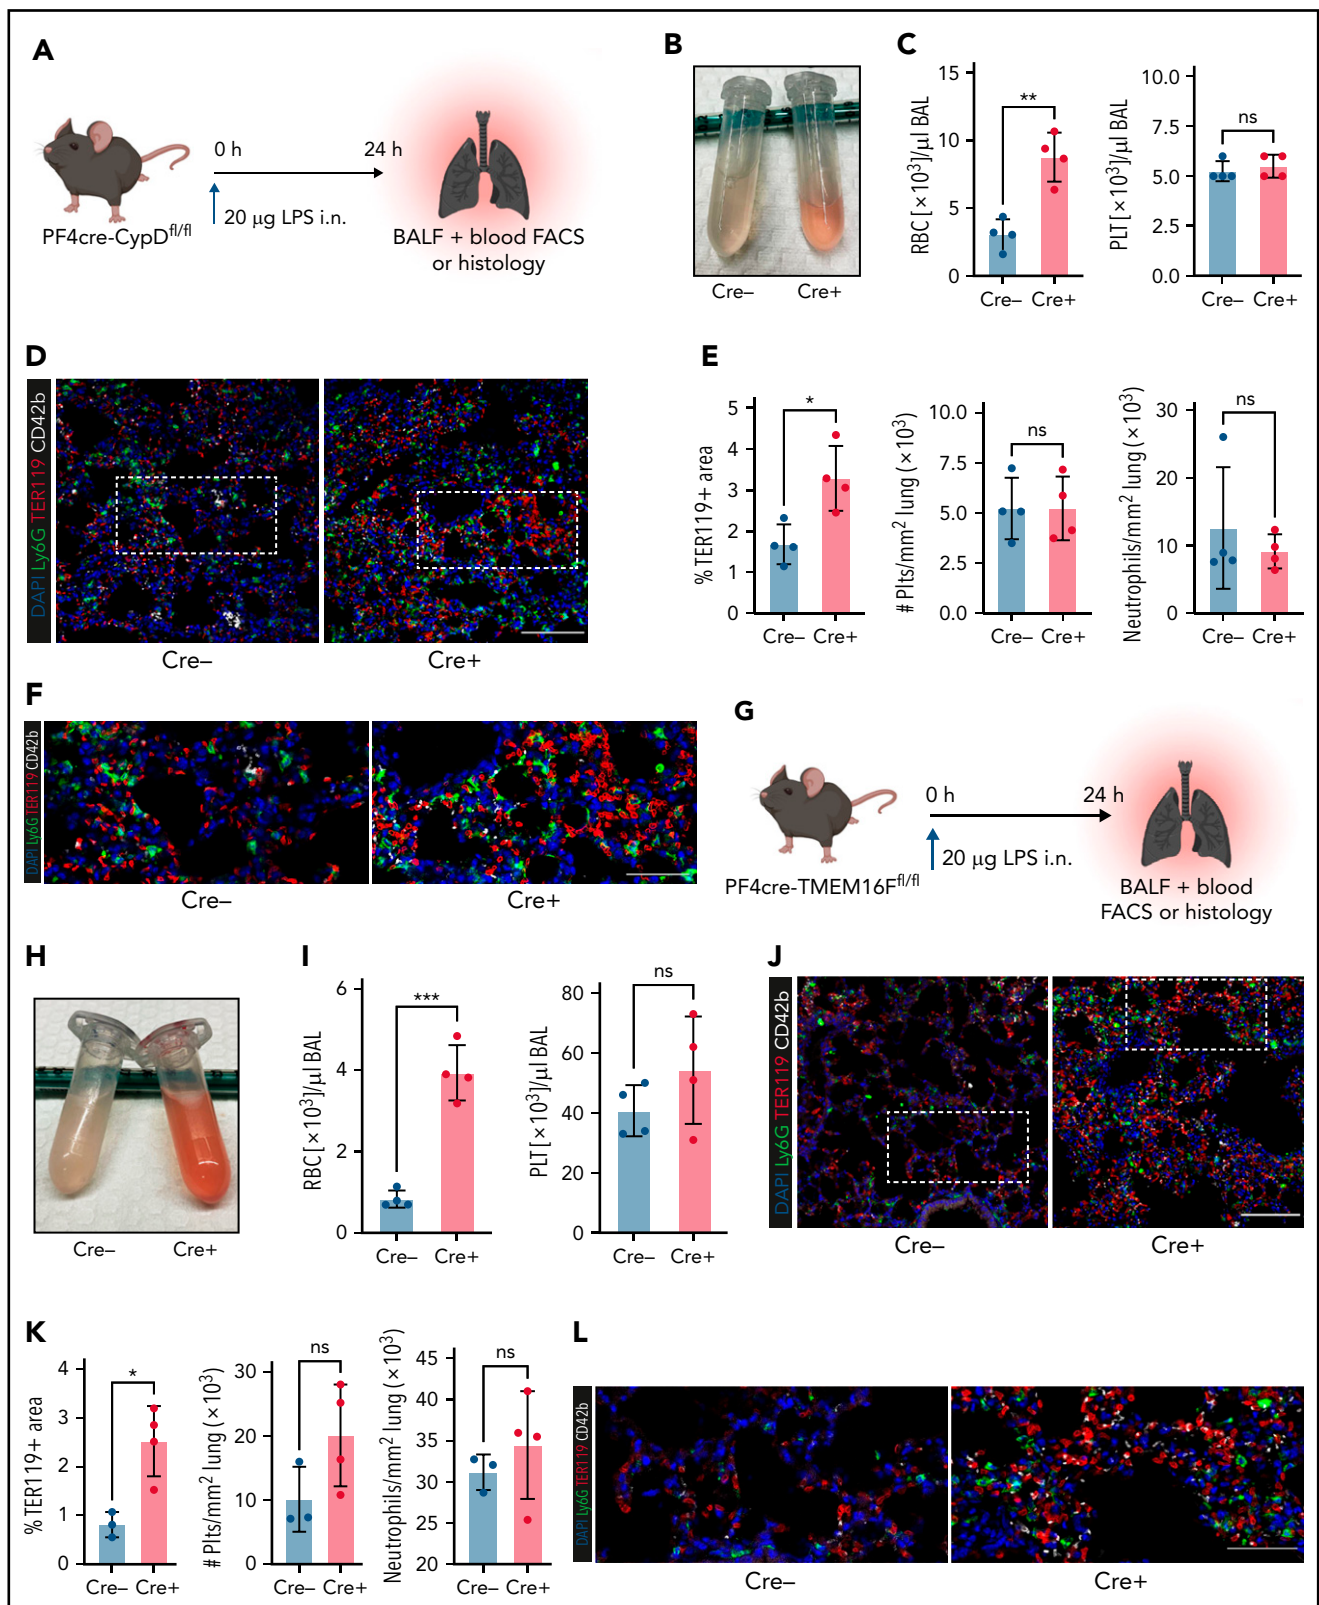 A
0 h
24 h
20 µg LPS i.n.
PF4cre-CypD^fl/fl
BALF + blood FACS
or histology
B
Cre–
Cre+
C
RBC [×10³]/µl BAL
15
10
5
0
**
Cre– Cre+
PLT [×10³]/µl BAL
10.0
7.5
5.0
2.5
0.0
ns
Cre– Cre+
D
DAPI Ly6G TER119 CD42b
Cre–
Cre+
E
%TER119+ area
5
4
3
2
1
0
*
Cre– Cre+
# Plts/mm² lung (×10³)
10.0
7.5
5.0
2.5
0.0
ns
Cre– Cre+
Neutrophils/mm² lung (×10³)
30
20
10
0
ns
Cre– Cre+
F
DAPI Ly6G TER119 CD42b
Cre–
Cre+
G
0 h
24 h
20 µg LPS i.n.
PF4cre-TMEM16F^fl/fl
BALF + blood
FACS or histology
H
Cre–
Cre+
I
RBC [×10³]/µl BAL
6
4
2
0
***
Cre– Cre+
PLT [×10³]/µl BAL
80
60
40
20
0
ns
Cre– Cre+
J
DAPI Ly6G TER119 CD42b
Cre–
Cre+
K
%TER119+ area
4
3
2
1
0
*
Cre– Cre+
# Plts/mm² lung (×10³)
30
20
10
0
ns
Cre– Cre+
Neutrophils/mm² lung (×10³)
45
40
35
30
25
20
ns
Cre– Cre+
L
DAPI Ly6G TER119 CD42b
Cre–
Cre+